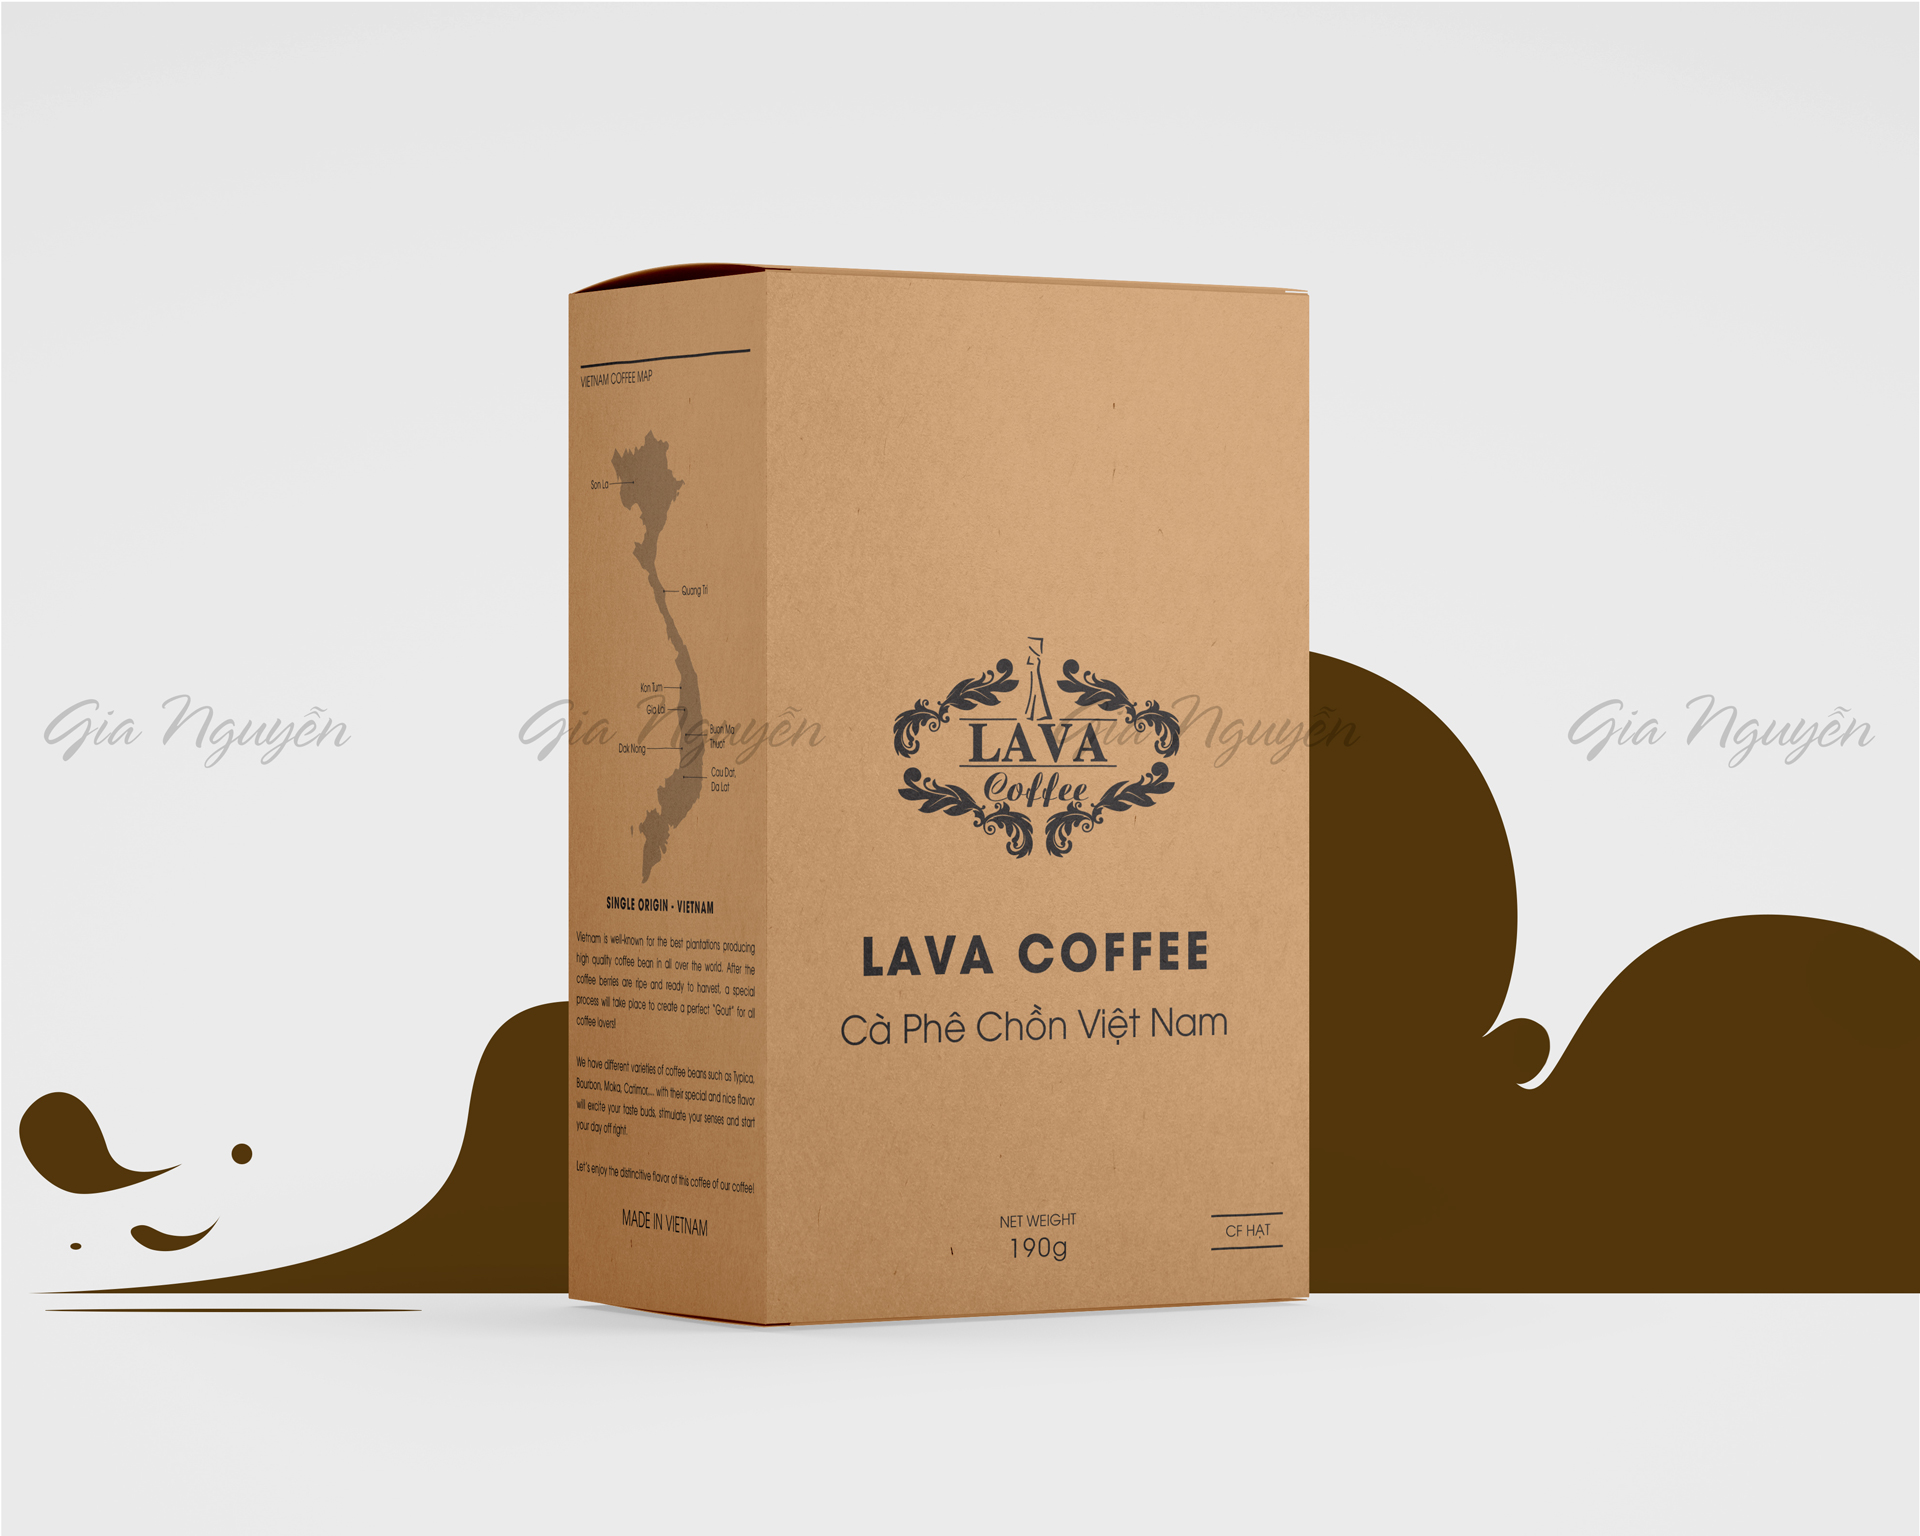 VIETNAM COFFEE MAP
Son La
Quang Tri
Kon Tum
Gia Lai
Buon Ma
Thuot
Dak Nong
Cau Dat,
Da Lat
SINGLE ORIGIN - VIETNAM
Vietnam is well-known for the best plantations producing
high quality coffee bean in all over the world. After the
coffee berries are ripe and ready to harvest, a special
process will take place to create a perfect "Gout" for all
coffee lovers!
We have different varieties of coffee beans such as Typica,
Bourbon, Moka, Catimor,... with their special and nice flavor
will excite your taste buds, stimulate your senses and start
your day off right.
Let's enjoy the distincitive flavor of this coffee of our coffee!
MADE IN VIETNAM
LAVA
Coffee
LAVA COFFEE
Cà Phê Chồn Việt Nam
NET WEIGHT
190g
CF HẠT
Gia Nguyễn Gia Nguyễn Gia Nguyễn Gia Nguyễn